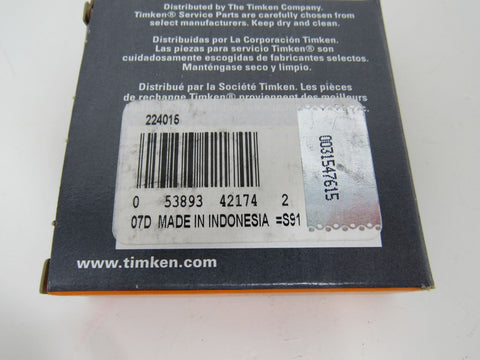 Distributed by The Timken Company.
Timken® Service Parts are carefully chosen from
select manufacturers. Keep dry and clean.
Distribuidas por La Corporación Timken.
Las piezas para servicio Timken® son
cuidadosamente escogidas de fabricantes selectos.
Manténgase seco y limpio.
Distribué par la Société Timken. Les pièces
de rechange Timken® proviennent des meilleurs
224015
0 53893 42174 2
07D MADE IN INDONESIA =S91
0031547615
www.timken.com